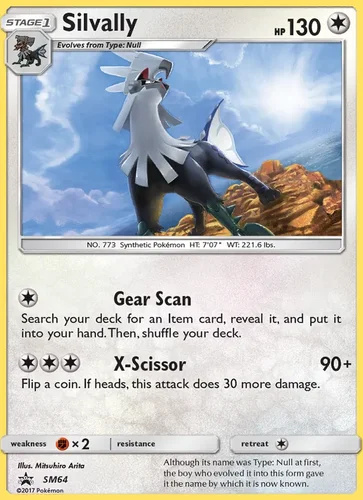 STAGE 1 Silvally HP 130
Evolves from Type: Null
NO. 773 Synthetic Pokémon HT: 7'07" WT: 221.6 lbs.
Gear Scan
Search your deck for an Item card, reveal it, and put it into your hand. Then, shuffle your deck.
X-Scissor 90+
Flip a coin. If heads, this attack does 30 more damage.
weakness ×2 resistance retreat
Illus. Mitsuhiro Arita
SM64
©2017 Pokémon
Although its name was Type: Null at first,
the boy who evolved it into this form gave
it the name by which it is now known.